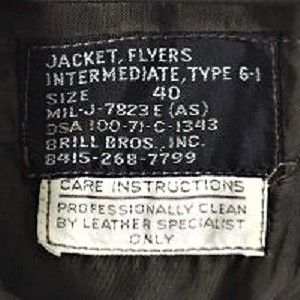 JACKET, FLYERS
INTERMEDIATE, TYPE G-1
SIZE 40
MIL-J-7823E (AS)
DSA 100-71-C-1343
BRILL BROS., INC.
8415-268-7799
CARE INSTRUCTIONS
PROFESSIONALLY CLEAN
BY LEATHER SPECIALIST
ONLY